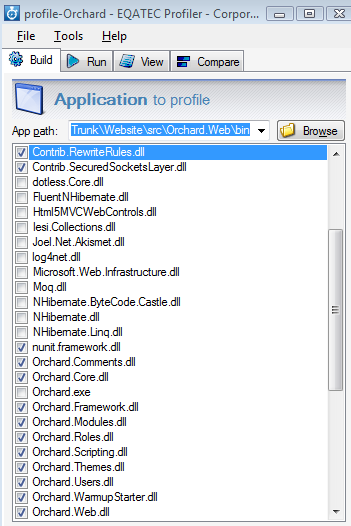 profile-Orchard - EQATEC Profiler - Corpor...
File Tools Help
Build Run View Compare
Application to profile
App path: Trunk\Website\src\Orchard.Web\bin Browse
Contrib.RewriteRules.dll
Contrib.SecuredSocketsLayer.dll
dotless.Core.dll
FluentNHibernate.dll
Html5MVCWebControls.dll
Iesi.Collections.dll
Joel.Net.Akismet.dll
log4net.dll
Microsoft.Web.Infrastructure.dll
Moq.dll
NHibernate.ByteCode.Castle.dll
NHibernate.dll
NHibernate.Linq.dll
nunit.framework.dll
Orchard.Comments.dll
Orchard.Core.dll
Orchard.exe
Orchard.Framework.dll
Orchard.Modules.dll
Orchard.Roles.dll
Orchard.Scripting.dll
Orchard.Themes.dll
Orchard.Users.dll
Orchard.WarmupStarter.dll
Orchard.Web.dll